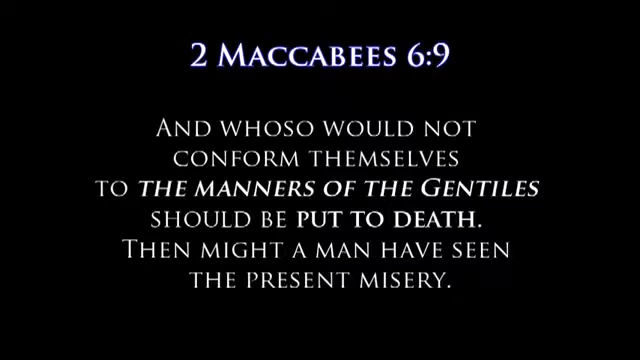 2 Maccabees 6:9
And whoso would not
conform themselves
to the manners of the Gentiles
should be put to death.
Then might a man have seen
the present misery.